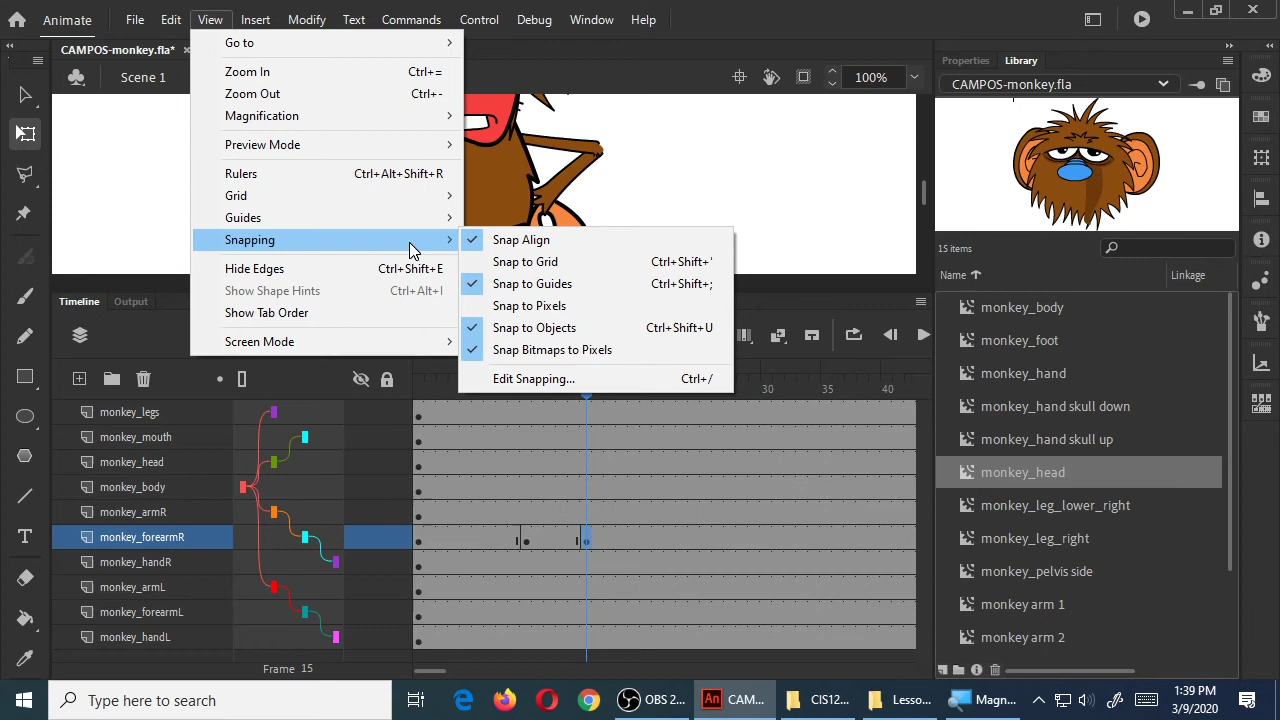 Animate File Edit View Insert Modify Text Commands Control Debug Window Help
CAMPOS-monkey.fla*
Scene 1
100%
Go to
Zoom In Ctrl+=
Zoom Out Ctrl+-
Magnification
Preview Mode
Rulers Ctrl+Alt+Shift+R
Grid
Guides
Snapping
Hide Edges Ctrl+Shift+E
Show Shape Hints Ctrl+Alt+I
Show Tab Order
Screen Mode
Snap Align
Snap to Grid Ctrl+Shift+'
Snap to Guides Ctrl+Shift+;
Snap to Pixels
Snap to Objects Ctrl+Shift+U
Snap Bitmaps to Pixels
Edit Snapping... Ctrl+/
Properties Library
CAMPOS-monkey.fla
15 items
Name Linkage
monkey_body
monkey_foot
monkey_hand
monkey_hand skull down
monkey_hand skull up
monkey_head
monkey_leg_lower_right
monkey_leg_right
monkey_pelvis side
monkey arm 1
monkey arm 2
Timeline Output
30 35 40
monkey_legs
monkey_mouth
monkey_head
monkey_body
monkey_armR
monkey_forearmR
monkey_handR
monkey_armL
monkey_forearmL
monkey_handL
Frame 15
Type here to search
OBS 2...
An CAM...
CIS12...
Lesso...
Magn...
1:39 PM
3/9/2020